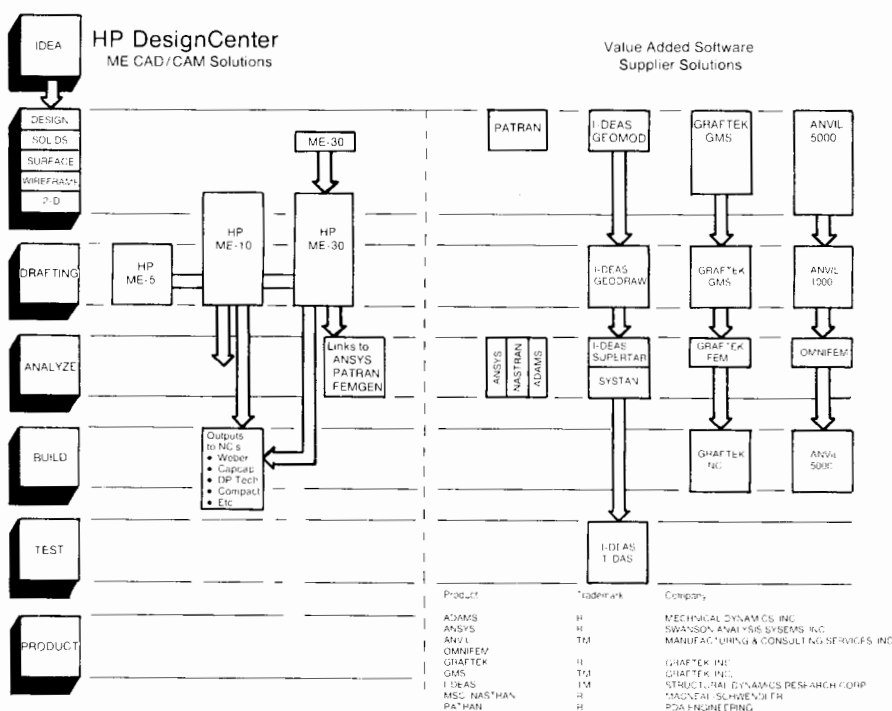 IDEA
HP DesignCenter
ME CAD/CAM Solutions
Value Added Software
Supplier Solutions
DESIGN
SOLIDS
SURFACE
WIREFRAME
2-D
ME-30
PATRAN
I-DEAS
GEOMOD
GRAFTEK
GMS
ANVIL
5000
HP
ME-10
HP
ME-30
DRAFTING
HP
ME-5
I-DEAS
GEODRAW
GRAFTEK
GMS
ANVIL
1000
ANALYZE
Links to
ANSYS
PATRAN
FEMGEN
ANSYS
NASTRAN
ADAMS
I-DEAS
SUPERTAB
SYSTAN
GRAFTEK
FEM
OMNIFEM
BUILD
Outputs
to NC's
• Weber
• Capcap
• DP Tech
• Compact
• Etc
GRAFTEK
NC
ANVIL
5000
TEST
I-DEAS
T-DAS
PRODUCT
Product Trademark Company
ADAMS R MECHNICAL DYNAMICS INC
ANSYS R SWANSON ANALYSIS SYSEMS INC
ANVIL TM MANUFACTURING & CONSULTING SERVICES INC
OMNIFEM
GRAFTEK R GRAFTEK INC
GMS TM GRAFTEK INC
I-DEAS TM STRUCTURAL DYNAMICS RESEARCH CORP
MSC NASTRAN R MACNEAL-SCHWENDLER
PATRAN R PDA ENGINEERING